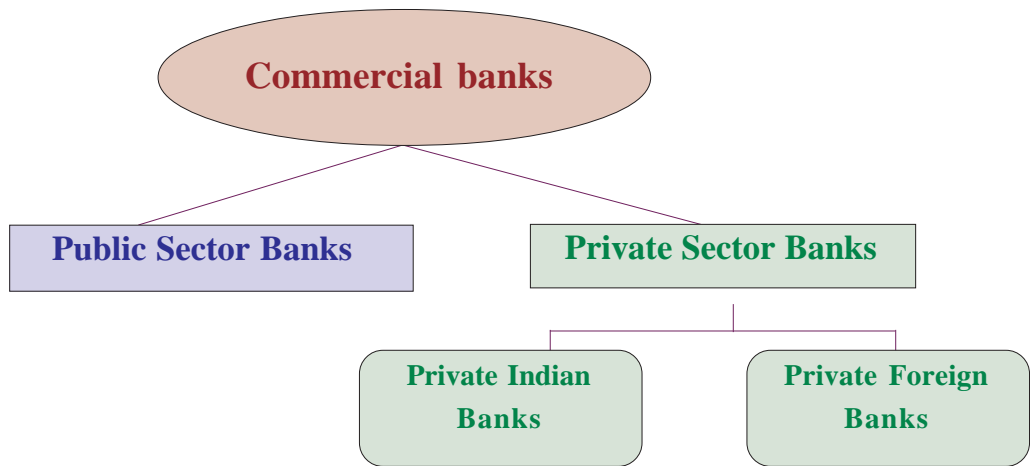 Commercial banks
Public Sector Banks
Private Sector Banks
Private Indian
Banks
Private Foreign
Banks